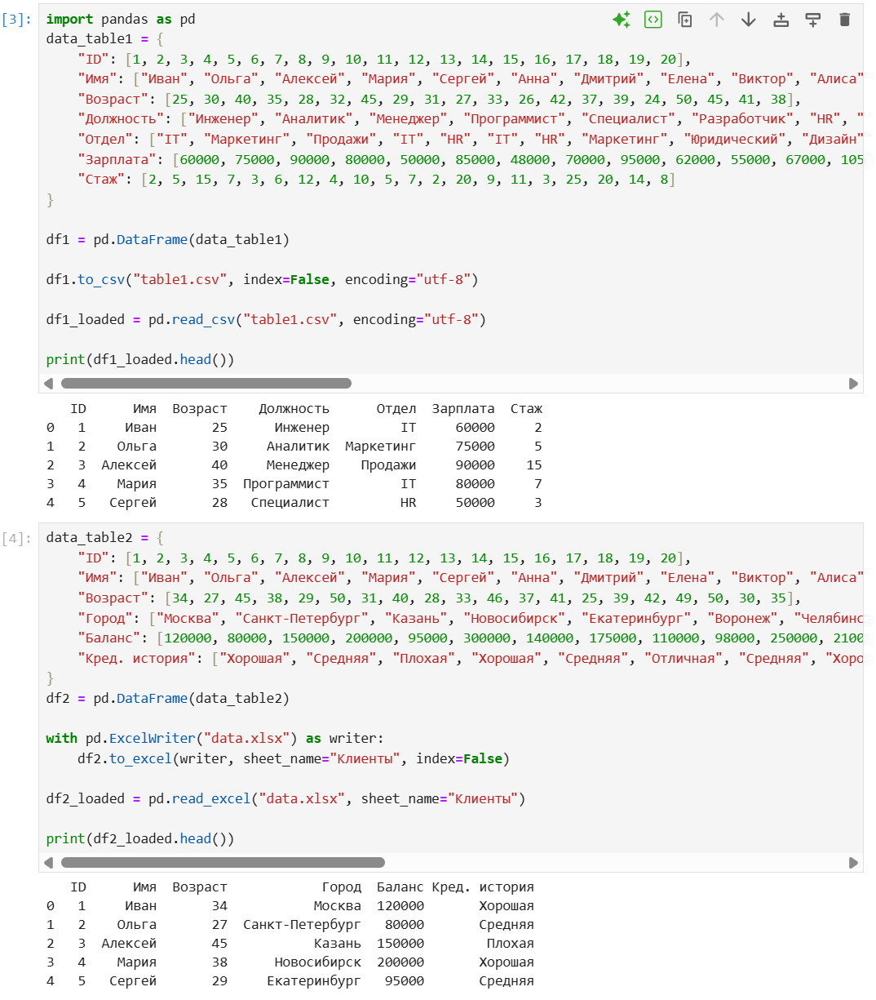 [3]:
import pandas as pd
data_table1 = {
    "ID": [1, 2, 3, 4, 5, 6, 7, 8, 9, 10, 11, 12, 13, 14, 15, 16, 17, 18, 19, 20],
    "Имя": ["Иван", "Ольга", "Алексей", "Мария", "Сергей", "Анна", "Дмитрий", "Елена", "Виктор", "Алиса"
    "Возраст": [25, 30, 40, 35, 28, 32, 45, 29, 31, 27, 33, 26, 42, 37, 39, 24, 50, 45, 41, 38],
    "Должность": ["Инженер", "Аналитик", "Менеджер", "Программист", "Специалист", "Разработчик", "HR", "
    "Отдел": ["IT", "Маркетинг", "Продажи", "IT", "HR", "IT", "HR", "Маркетинг", "Юридический", "Дизайн"
    "Зарплата": [60000, 75000, 90000, 80000, 50000, 85000, 48000, 70000, 95000, 62000, 55000, 67000, 105
    "Стаж": [2, 5, 15, 7, 3, 6, 12, 4, 10, 5, 7, 2, 20, 9, 11, 3, 25, 20, 14, 8]
}
df1 = pd.DataFrame(data_table1)
df1.to_csv("table1.csv", index=False, encoding="utf-8")
df1_loaded = pd.read_csv("table1.csv", encoding="utf-8")
print(df1_loaded.head())
   ID      Имя  Возраст    Должность      Отдел  Зарплата  Стаж
0   1     Иван       25      Инженер         IT     60000     2
1   2    Ольга       30     Аналитик  Маркетинг     75000     5
2   3  Алексей       40     Менеджер    Продажи     90000    15
3   4    Мария       35  Программист         IT     80000     7
4   5   Сергей       28   Специалист         HR     50000     3
[4]:
data_table2 = {
    "ID": [1, 2, 3, 4, 5, 6, 7, 8, 9, 10, 11, 12, 13, 14, 15, 16, 17, 18, 19, 20],
    "Имя": ["Иван", "Ольга", "Алексей", "Мария", "Сергей", "Анна", "Дмитрий", "Елена", "Виктор", "Алиса"
    "Возраст": [34, 27, 45, 38, 29, 50, 31, 40, 28, 33, 46, 37, 41, 25, 39, 42, 49, 50, 30, 35],
    "Город": ["Москва", "Санкт-Петербург", "Казань", "Новосибирск", "Екатеринбург", "Воронеж", "Челябинс
    "Баланс": [120000, 80000, 150000, 200000, 95000, 300000, 140000, 175000, 110000, 98000, 250000, 2100
    "Кред. история": ["Хорошая", "Средняя", "Плохая", "Хорошая", "Средняя", "Отличная", "Средняя", "Хоро
}
df2 = pd.DataFrame(data_table2)
with pd.ExcelWriter("data.xlsx") as writer:
    df2.to_excel(writer, sheet_name="Клиенты", index=False)
df2_loaded = pd.read_excel("data.xlsx", sheet_name="Клиенты")
print(df2_loaded.head())
   ID      Имя  Возраст            Город  Баланс Кред. история
0   1     Иван       34           Москва  120000       Хорошая
1   2    Ольга       27  Санкт-Петербург   80000       Средняя
2   3  Алексей       45           Казань  150000        Плохая
3   4    Мария       38      Новосибирск  200000       Хорошая
4   5   Сергей       29     Екатеринбург   95000       Средняя